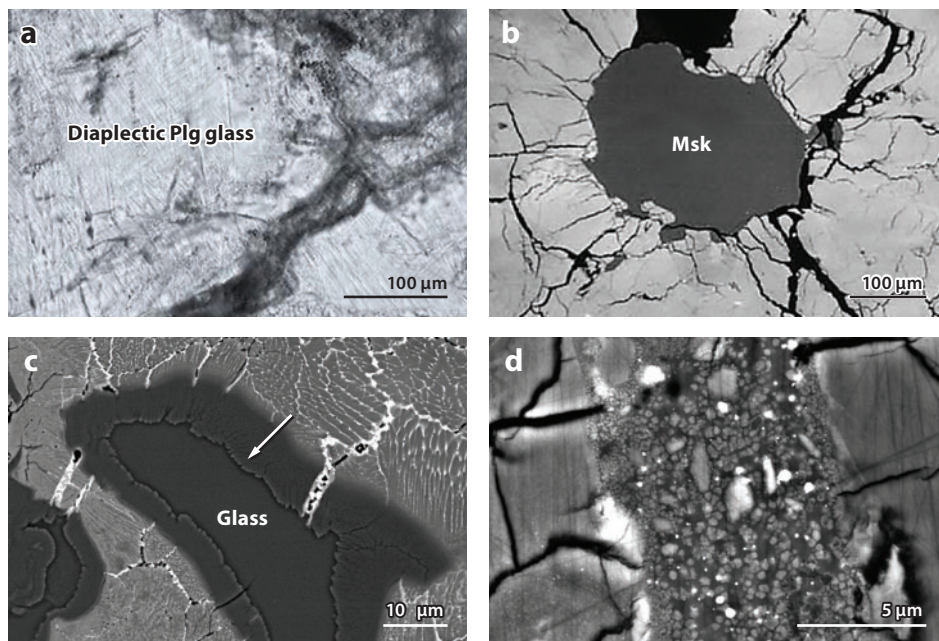 a
Diaplectic Plg glass
100 μm
b
Msk
100 μm
c
Glass
10 μm
d
5 μm